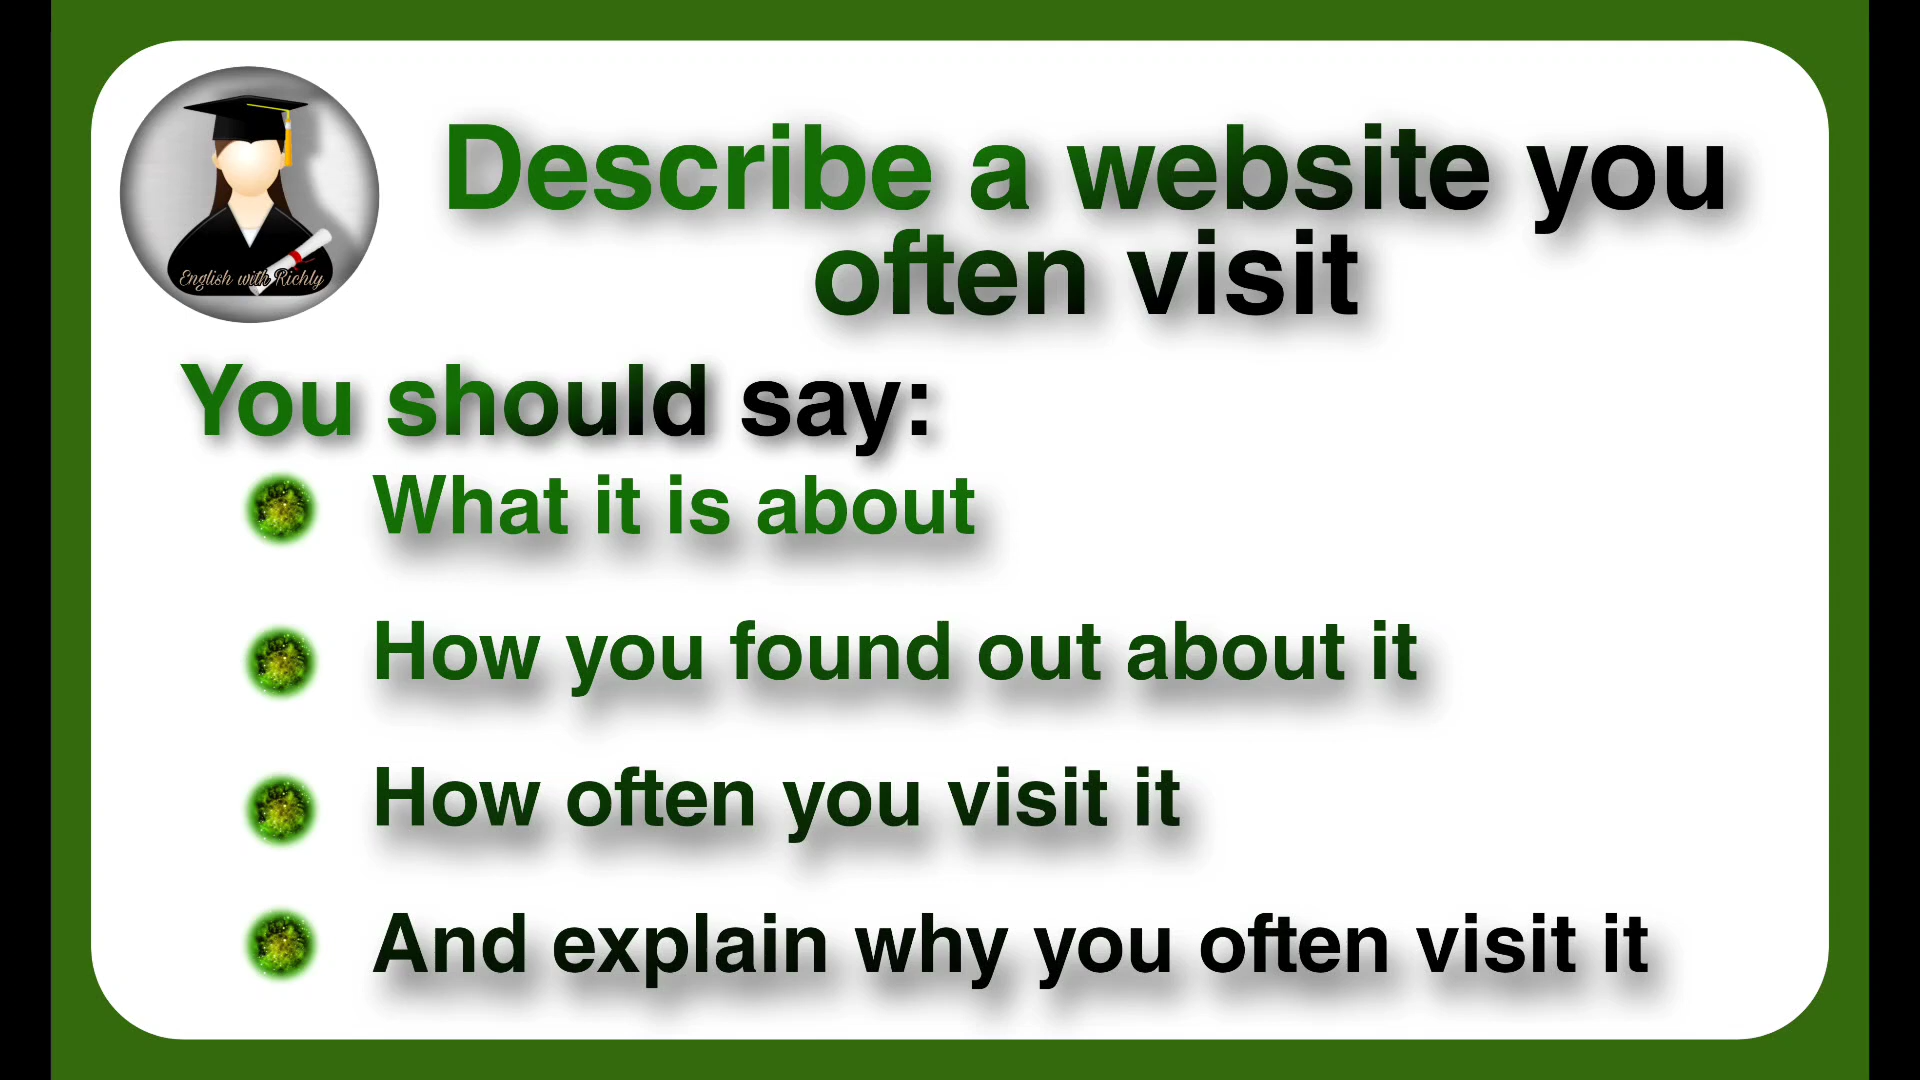 English with Richly
Describe a website you
often visit
You should say:
What it is about
How you found out about it
How often you visit it
And explain why you often visit it